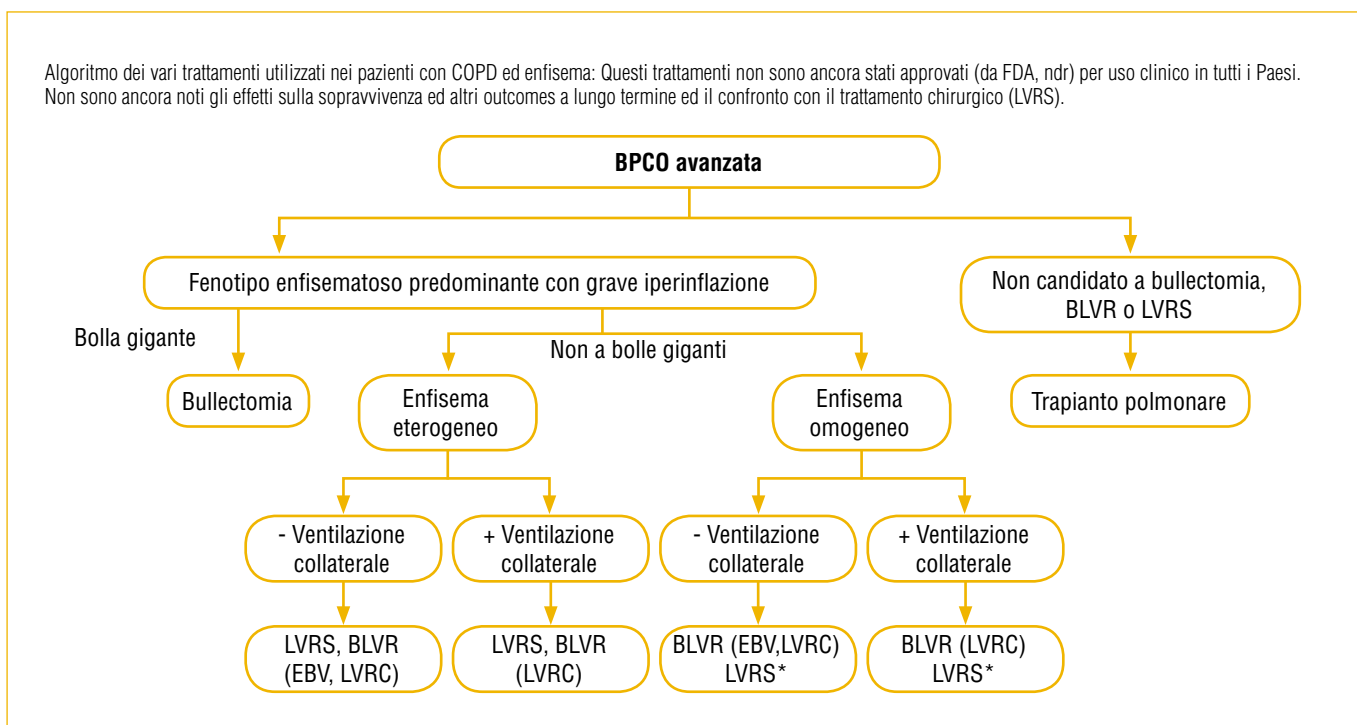 Algoritmo dei vari trattamenti utilizzati nei pazienti con COPD ed enfisema: Questi trattamenti non sono ancora stati approvati (da FDA, ndr) per uso clinico in tutti i Paesi.
Non sono ancora noti gli effetti sulla sopravvivenza ed altri outcomes a lungo termine ed il confronto con il trattamento chirurgico (LVRS).
BPCO avanzata
Fenotipo enfisematoso predominante con grave iperinflazione
Non candidato a bullectomia,
BLVR o LVRS
Bolla gigante
Non a bolle giganti
Bullectomia
Enfisema
eterogeneo
Enfisema
omogeneo
Trapianto polmonare
- Ventilazione
collaterale
+ Ventilazione
collaterale
- Ventilazione
collaterale
+ Ventilazione
collaterale
LVRS, BLVR
(EBV, LVRC)
LVRS, BLVR
(LVRC)
BLVR (EBV,LVRC)
LVRS*
BLVR (LVRC)
LVRS*